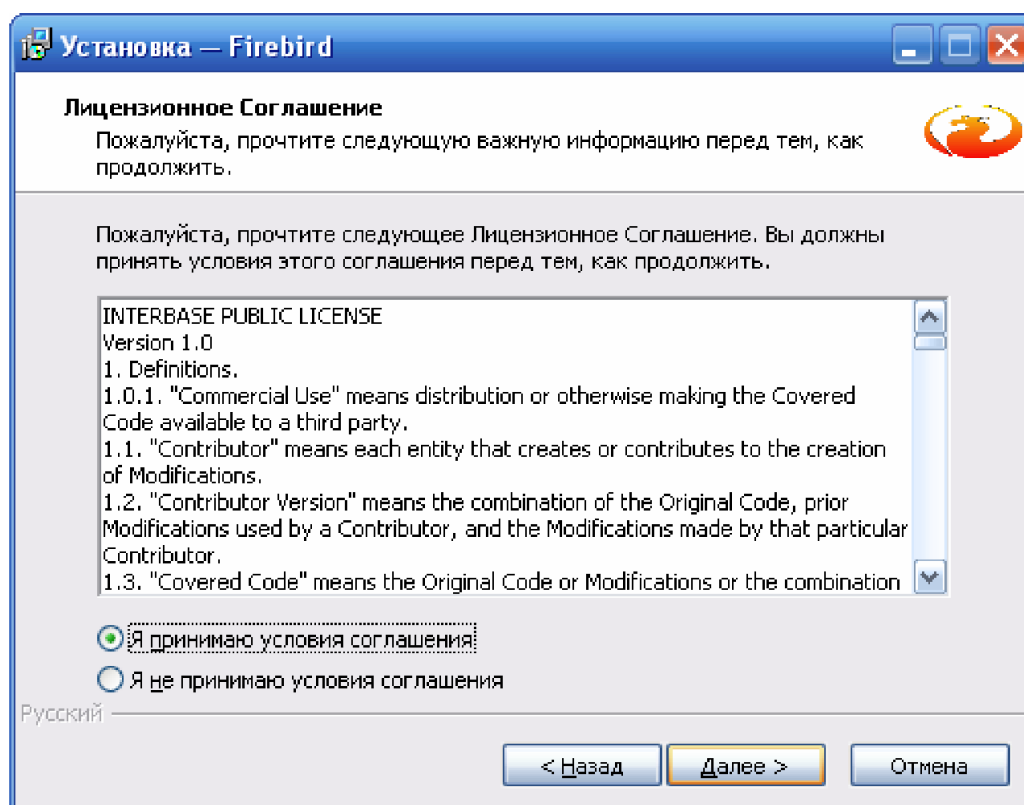 Установка — Firebird
Лицензионное Соглашение
Пожалуйста, прочтите следующую важную информацию перед тем, как
продолжить.
Пожалуйста, прочтите следующее Лицензионное Соглашение. Вы должны
принять условия этого соглашения перед тем, как продолжить.
INTERBASE PUBLIC LICENSE
Version 1.0
1. Definitions.
1.0.1. "Commercial Use" means distribution or otherwise making the Covered
Code available to a third party.
1.1. "Contributor" means each entity that creates or contributes to the creation
of Modifications.
1.2. "Contributor Version" means the combination of the Original Code, prior
Modifications used by a Contributor, and the Modifications made by that particular
Contributor.
1.3. "Covered Code" means the Original Code or Modifications or the combination
Я принимаю условия соглашения
Я не принимаю условия соглашения
Русский
< Назад
Далее >
Отмена